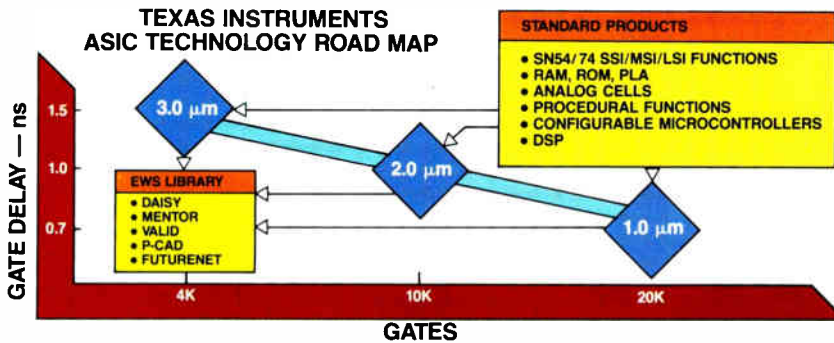 TEXAS INSTRUMENTS
ASIC TECHNOLOGY ROAD MAP
STANDARD PRODUCTS
• SN54/74 SSI/MSI/LSI FUNCTIONS
• RAM, ROM, PLA
• ANALOG CELLS
• PROCEDURAL FUNCTIONS
• CONFIGURABLE MICROCONTROLLERS
• DSP
GATE DELAY — ns
1.5
1.0
0.7
3.0 μm
2.0 μm
1.0 μm
EWS LIBRARY
• DAISY
• MENTOR
• VALID
• P-CAD
• FUTURENET
4K
10K
20K
GATES